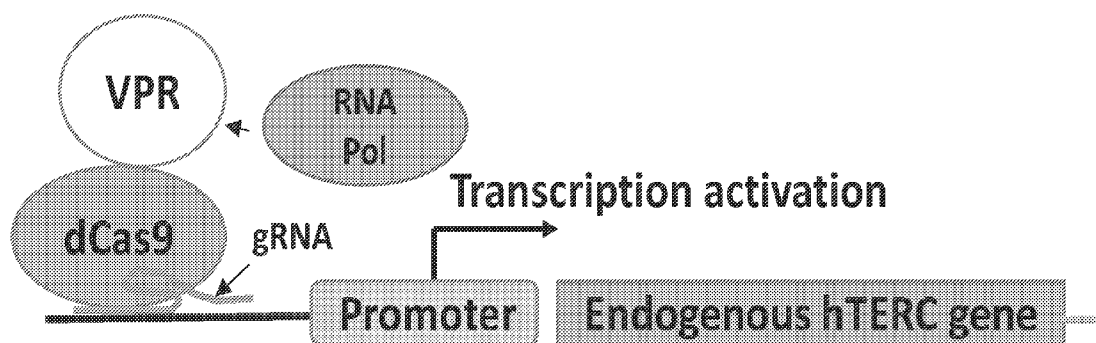 VPR
RNA
Pol
Transcription activation
dCas9
gRNA
Promoter
Endogenous hTERC gene